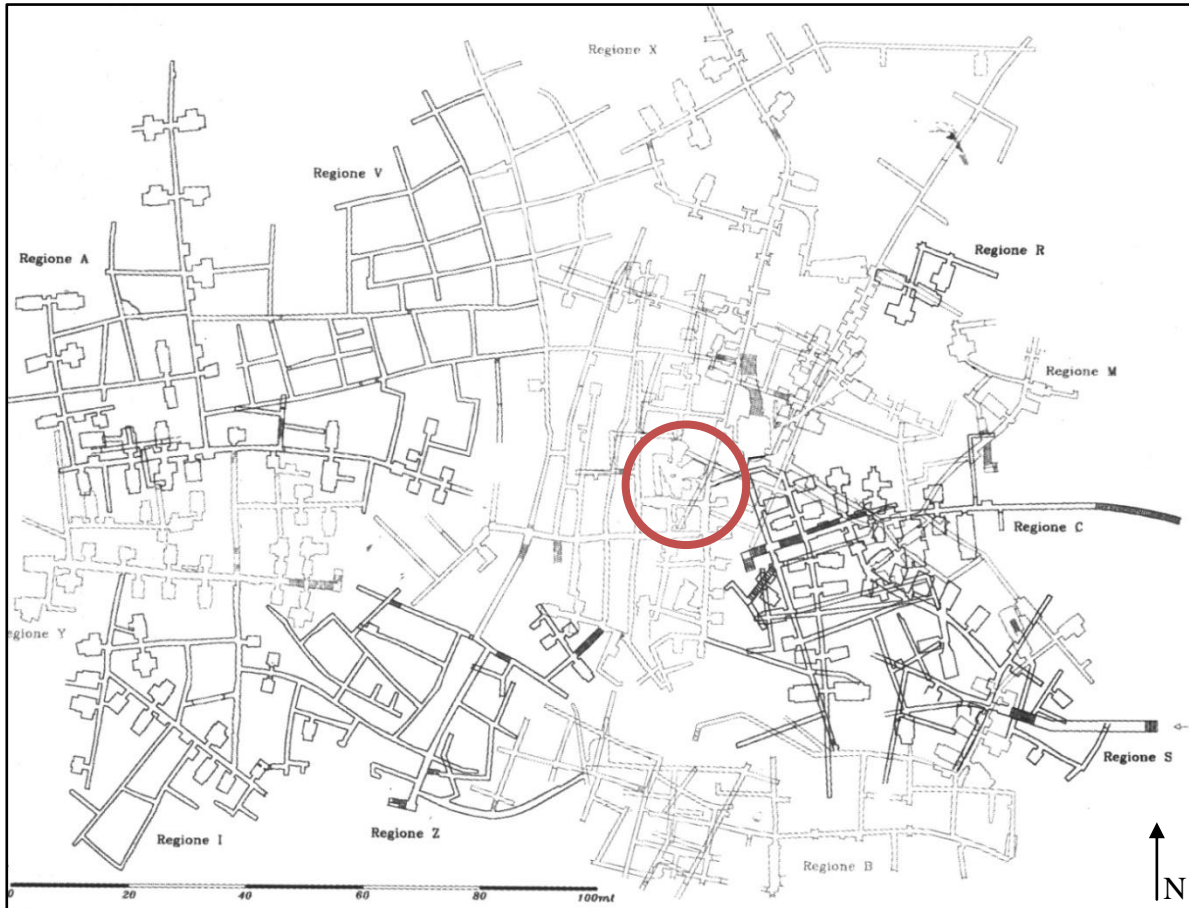 Regione X
Regione V
Regione A
Regione R
Regione M
Regione C
egione Y
Regione S
Regione Z
Regione I
Regione B
0 20 40 60 80 100mt
N